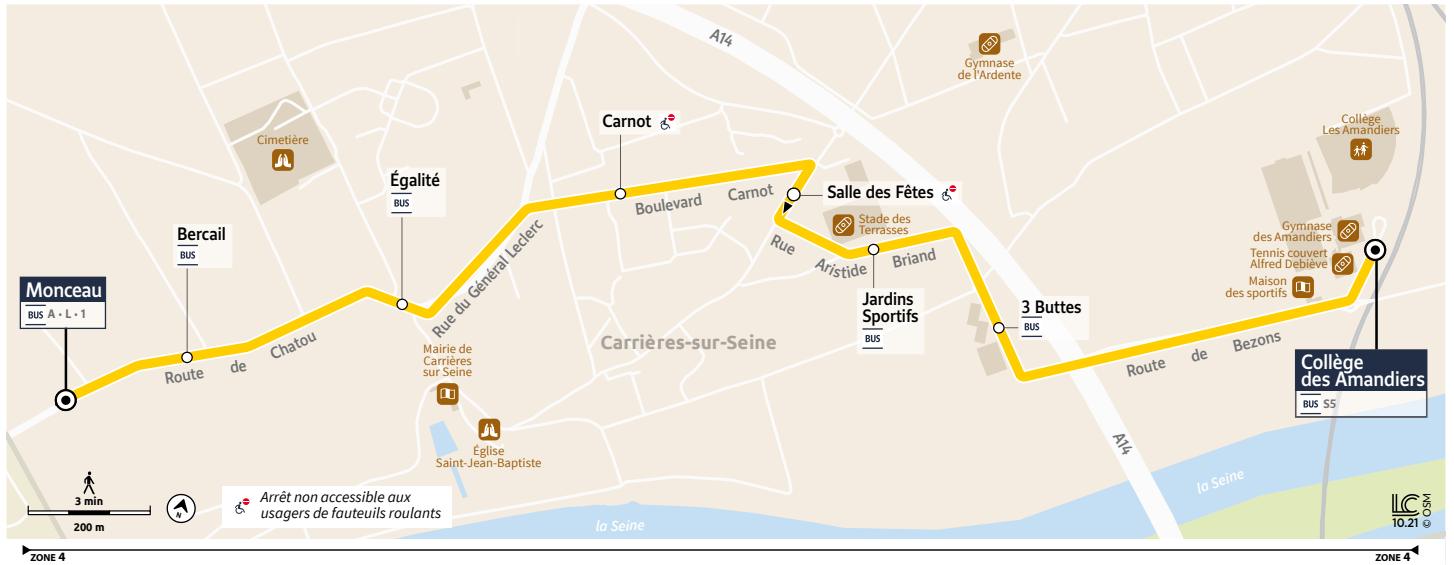 A14
Gymnase
de l'Ardente
Collège
Les Amandiers
Cimetière
Carnot
Égalité
BUS
Boulevard Carnot
Salle des Fêtes
Stade des
Terrasses
Bercail
BUS
Rue du Général Leclerc
Rue Aristide Briand
Gymnase
des Amandiers
Tennis couvert
Alfred Debiève
Maison
des sportifs
Monceau
BUS A • L • 1
Jardins
Sportifs
BUS
3 Buttes
BUS
Route de Chatou
Carrières-sur-Seine
Mairie de
Carrières
sur Seine
Route de Bezons
Collège
des Amandiers
BUS S5
Église
Saint-Jean-Baptiste
A14
la Seine
3 min
200 m
N
Arrêt non accessible aux
usagers de fauteuils roulants
la Seine
LC
10.21 © OSM
ZONE 4
ZONE 4